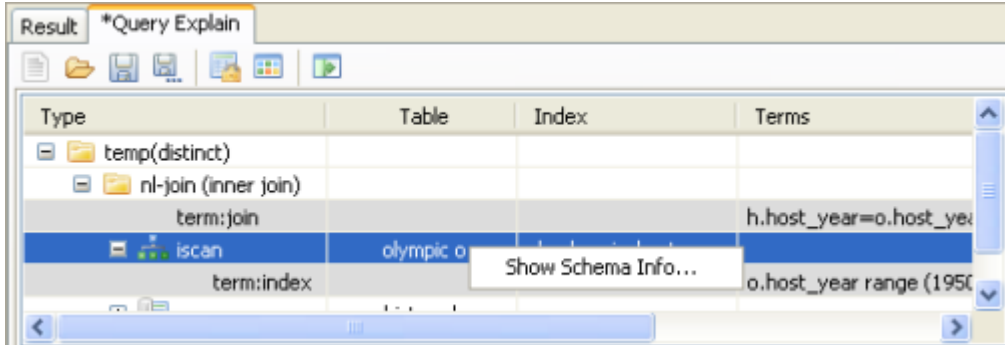 Result *Query Explain
Type Table Index Terms
temp(distinct)
nl-join (inner join)
term:join h.host_year=o.host_yea
iscan olympic o
Show Schema Info...
term:index o.host_year range (1950